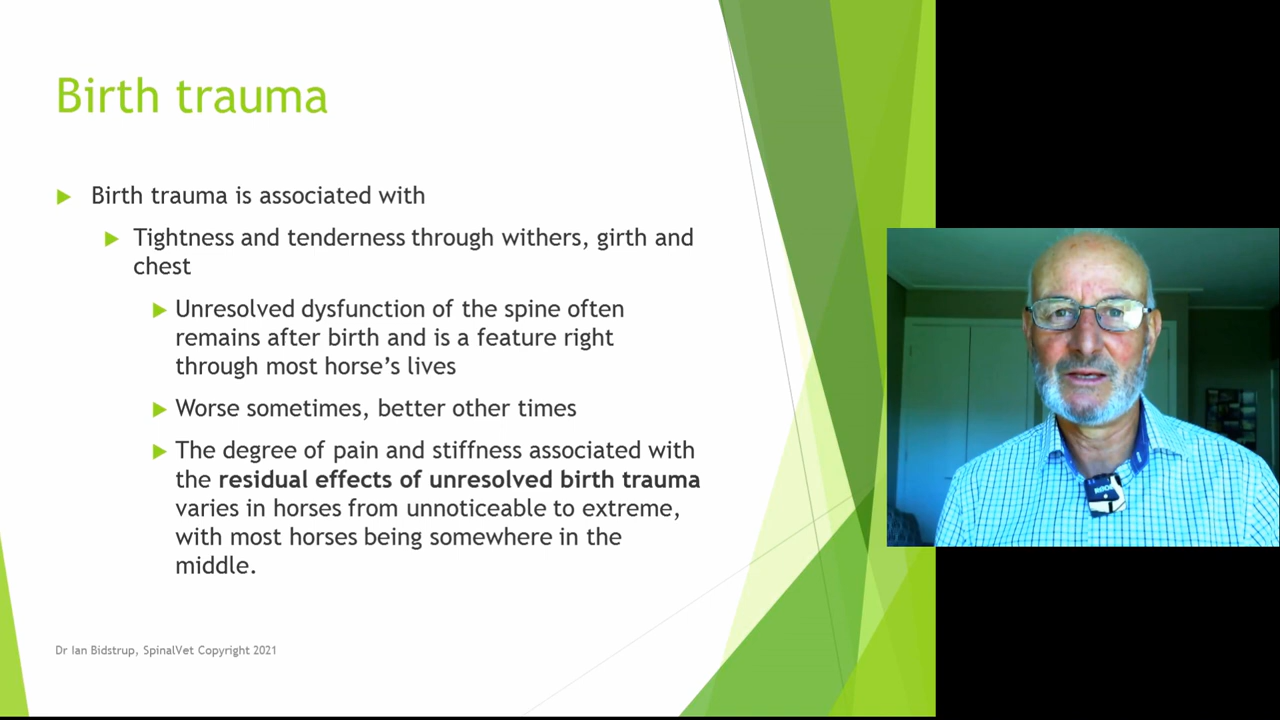 Birth trauma
Birth trauma is associated with
Tightness and tenderness through withers, girth and
chest
Unresolved dysfunction of the spine often
remains after birth and is a feature right
through most horse's lives
Worse sometimes, better other times
The degree of pain and stiffness associated with
the residual effects of unresolved birth trauma
varies in horses from unnoticeable to extreme,
with most horses being somewhere in the
middle.
Dr Ian Bidstrup, SpinalVet Copyright 2021